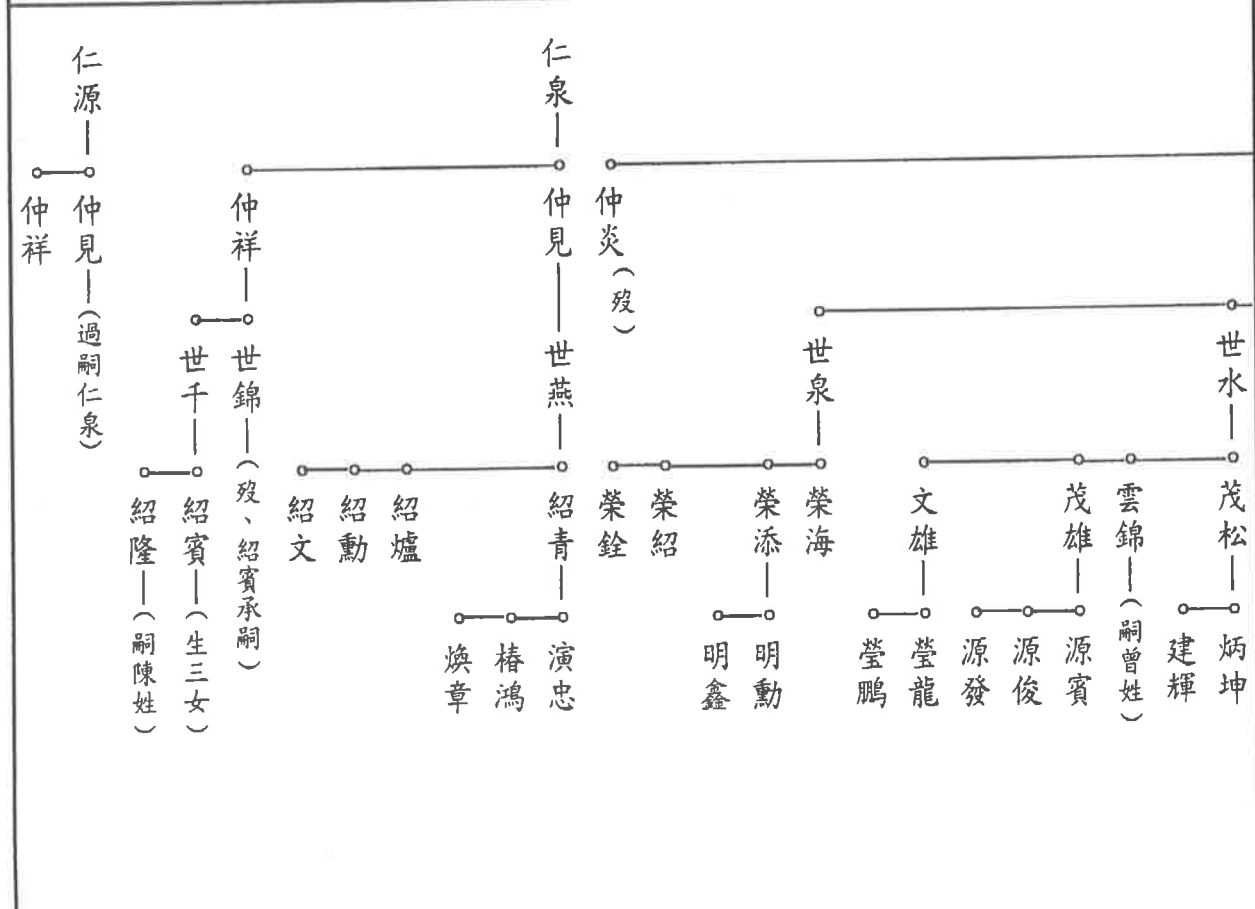 世水
茂松
炳坤
建輝
雲錦（嗣曾姓）
茂雄
源賓
源俊
源發
文雄
瑩龍
瑩鵬
世泉
榮海
榮添
明勳
明鑫
榮紹
榮銓
仲炎（歿）
仁泉
仲見
世燕
紹青
演忠
椿鴻
煥章
紹爐
紹勳
紹文
仲祥
世錦（歿、紹賓承嗣）
世千
紹賓（生三女）
紹隆（嗣陳姓）
仁源
仲見（過嗣仁泉）
仲祥